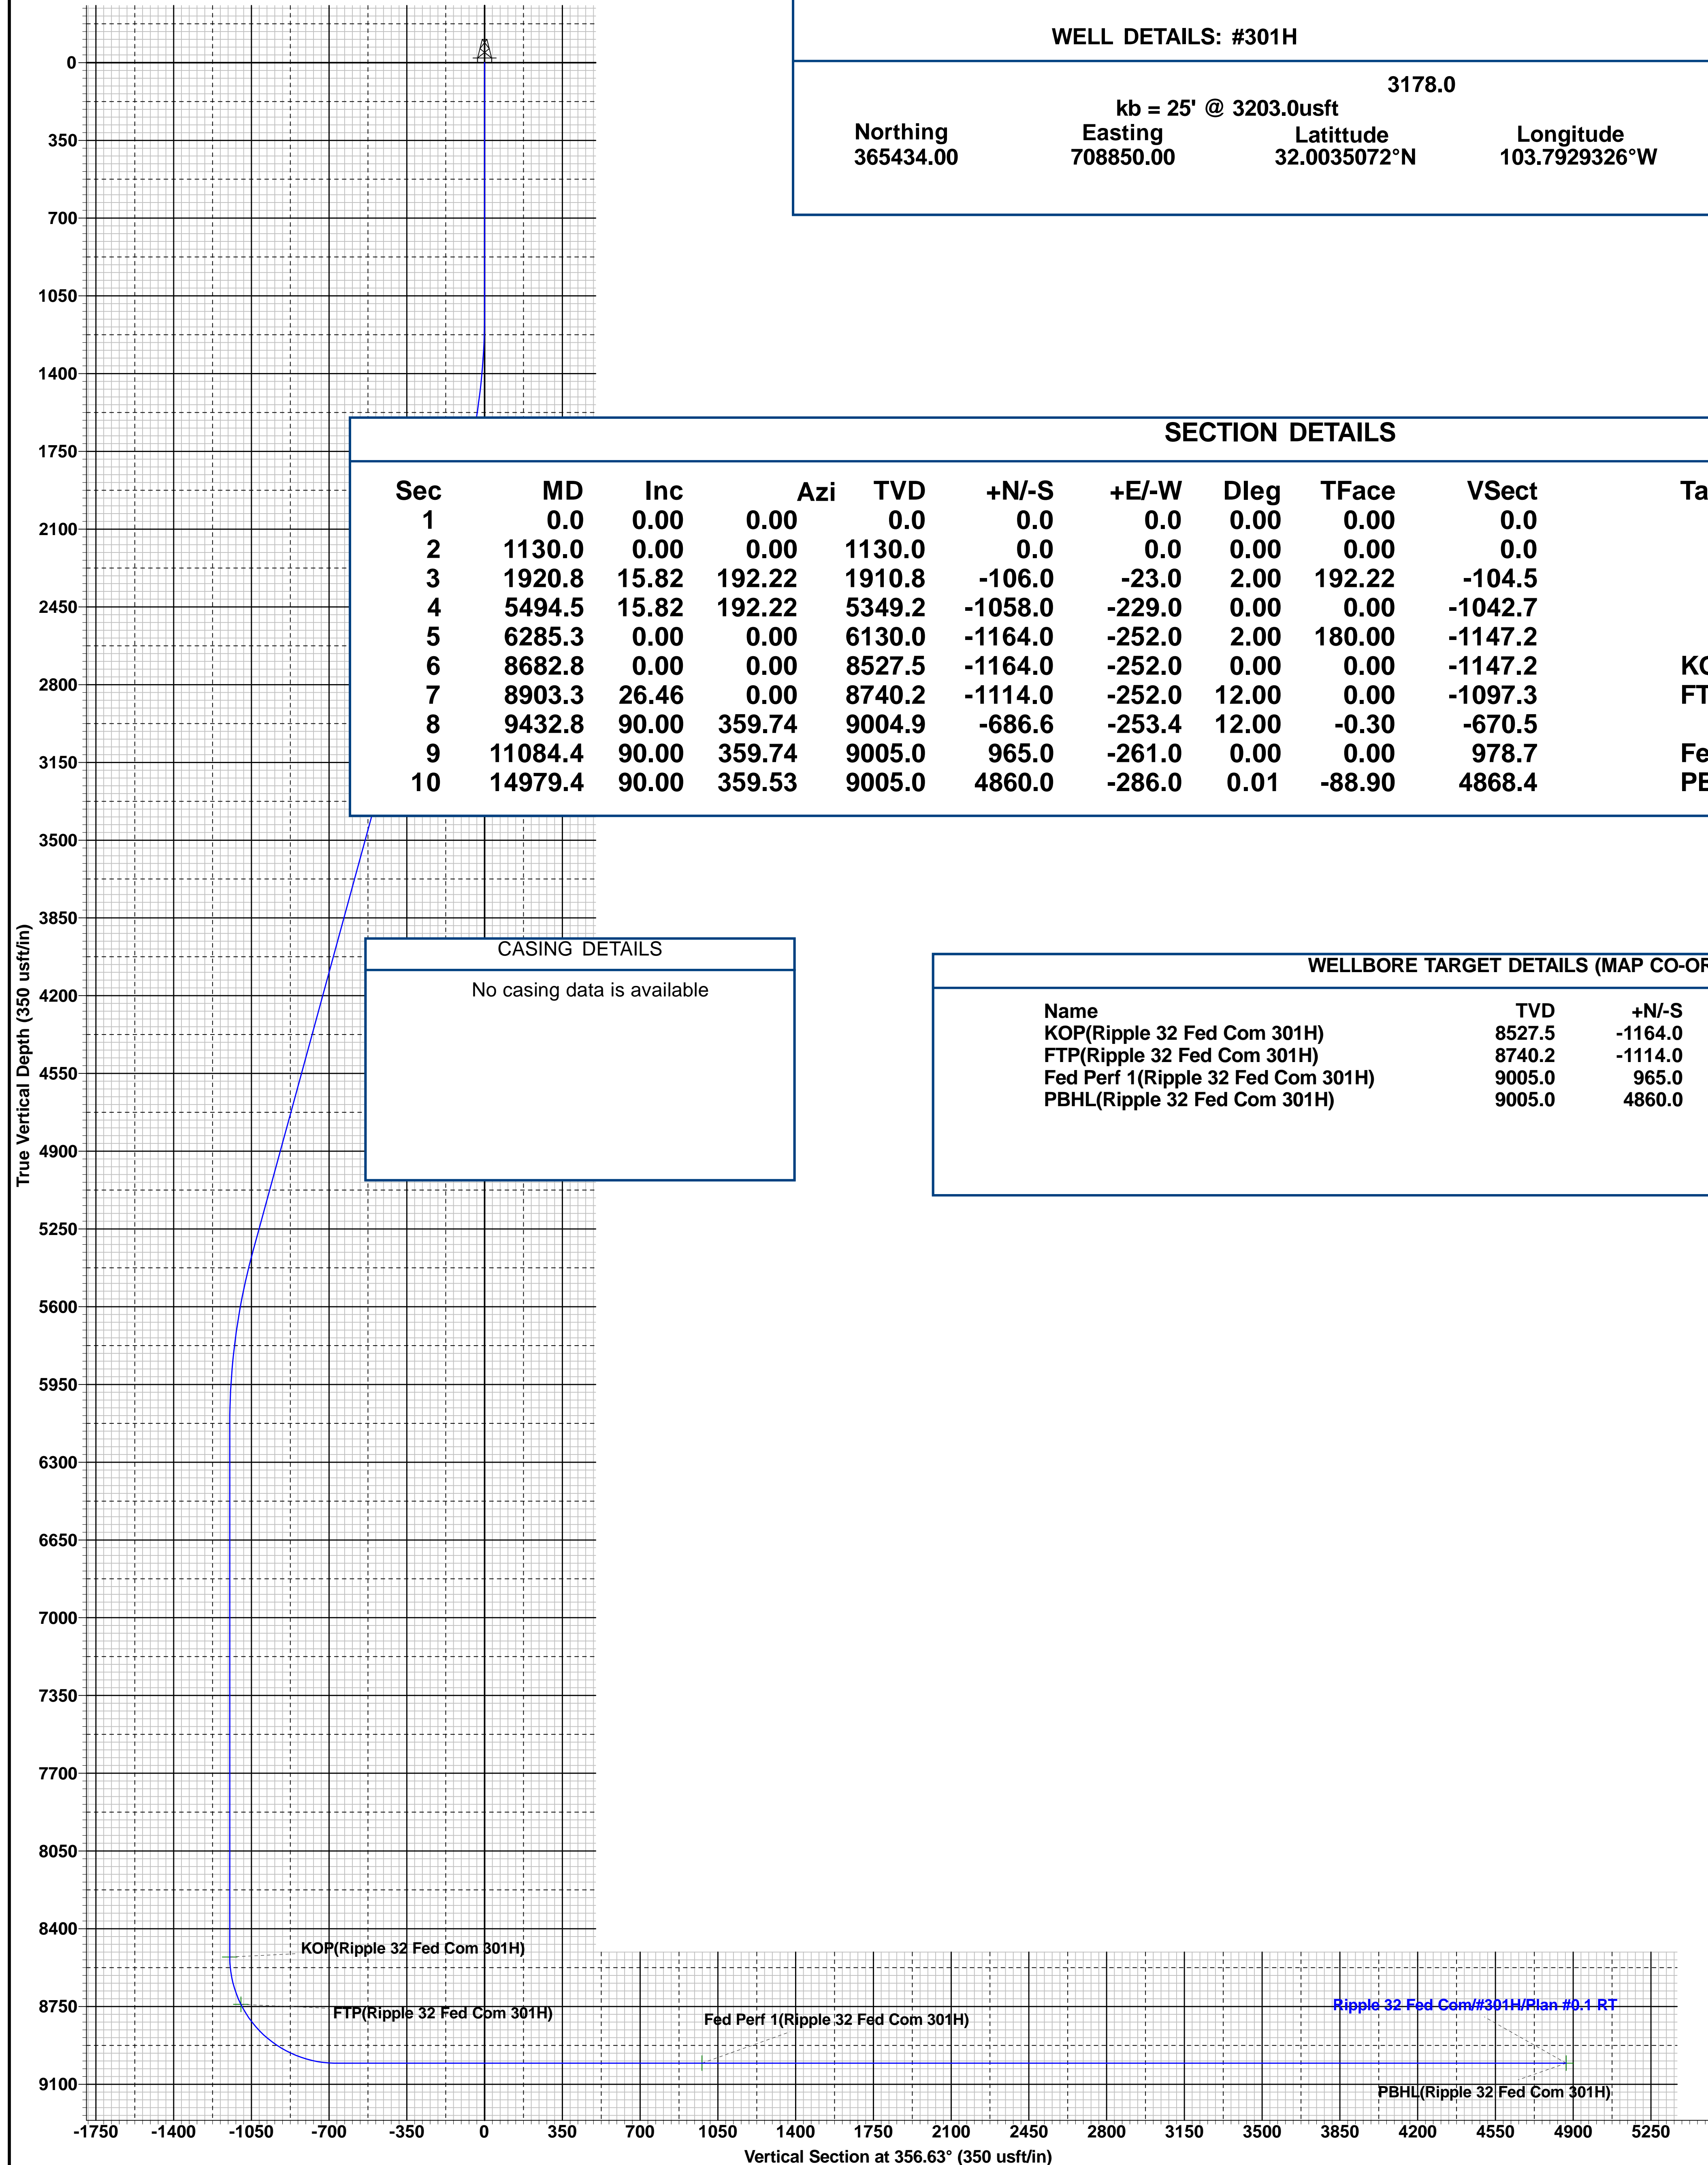 WELL DETAILS: #301H
3178.0
kb = 25' @ 3203.0usft
Northing Easting Latittude Longitude
365434.00 708850.00 32.0035072°N 103.7929326°W
SECTION DETAILS
Sec MD Inc Azi TVD +N/-S +E/-W Dleg TFace VSect Ta
1 0.0 0.00 0.00 0.0 0.0 0.0 0.00 0.00 0.0
2 1130.0 0.00 0.00 1130.0 0.0 0.0 0.00 0.00 0.0
3 1920.8 15.82 192.22 1910.8 -106.0 -23.0 2.00 192.22 -104.5
4 5494.5 15.82 192.22 5349.2 -1058.0 -229.0 0.00 0.00 -1042.7
5 6285.3 0.00 0.00 6130.0 -1164.0 -252.0 2.00 180.00 -1147.2
6 8682.8 0.00 0.00 8527.5 -1164.0 -252.0 0.00 0.00 -1147.2 KO
7 8903.3 26.46 0.00 8740.2 -1114.0 -252.0 12.00 0.00 -1097.3 FT
8 9432.8 90.00 359.74 9004.9 -686.6 -253.4 12.00 -0.30 -670.5
9 11084.4 90.00 359.74 9005.0 965.0 -261.0 0.00 0.00 978.7 Fe
10 14979.4 90.00 359.53 9005.0 4860.0 -286.0 0.01 -88.90 4868.4 PB
CASING DETAILS
No casing data is available
WELLBORE TARGET DETAILS (MAP CO-OR
Name TVD +N/-S
KOP(Ripple 32 Fed Com 301H) 8527.5 -1164.0
FTP(Ripple 32 Fed Com 301H) 8740.2 -1114.0
Fed Perf 1(Ripple 32 Fed Com 301H) 9005.0 965.0
PBHL(Ripple 32 Fed Com 301H) 9005.0 4860.0
True Vertical Depth (350 usft/in)
0
350
700
1050
1400
1750
2100
2450
2800
3150
3500
3850
4200
4550
4900
5250
5600
5950
6300
6650
7000
7350
7700
8050
8400
8750
9100
KOP(Ripple 32 Fed Com 301H)
FTP(Ripple 32 Fed Com 301H)
Fed Perf 1(Ripple 32 Fed Com 301H)
Ripple 32 Fed Com/#301H/Plan #0.1 RT
PBHL(Ripple 32 Fed Com 301H)
-1750 -1400 -1050 -700 -350 0 350 700 1050 1400 1750 2100 2450 2800 3150 3500 3850 4200 4550 4900 5250
Vertical Section at 356.63° (350 usft/in)